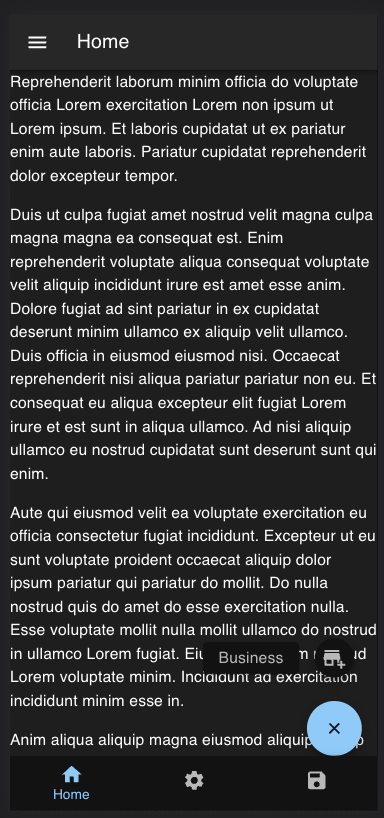 Home
Reprehenderit laborum minim officia do voluptate
officia Lorem exercitation Lorem non ipsum ut
Lorem ipsum. Et laboris cupidatat ut ex pariatur
enim aute laboris. Pariatur cupidatat reprehenderit
dolor excepteur tempor.
Duis ut culpa fugiat amet nostrud velit magna culpa
magna magna ea consequat est. Enim
reprehenderit voluptate aliqua consequat voluptate
velit aliquip incididunt irure est amet esse anim.
Dolore fugiat ad sint pariatur in ex cupidatat
deserunt minim ullamco ex aliquip velit ullamco.
Duis officia in eiusmod eiusmod nisi. Occaecat
reprehenderit nisi aliqua pariatur pariatur non eu. Et
consequat eu aliqua excepteur elit fugiat Lorem
irure et est sunt in aliqua ullamco. Ad nisi aliquip
ullamco eu nostrud cupidatat sunt deserunt sunt qui
enim.
Aute qui eiusmod velit ea voluptate exercitation eu
officia consectetur fugiat incididunt. Excepteur ut eu
sunt voluptate proident occaecat aliquip dolor
ipsum pariatur qui pariatur do mollit. Do nulla
nostrud quis do amet do esse exercitation nulla.
Esse voluptate mollit nulla mollit ullamco do nostrud
in ullamco Lorem fugiat.
Business
Lorem voluptate minim. Incididunt ad exercitation
incididunt minim esse in.
Anim aliqua aliquip magna eiusmod
Home